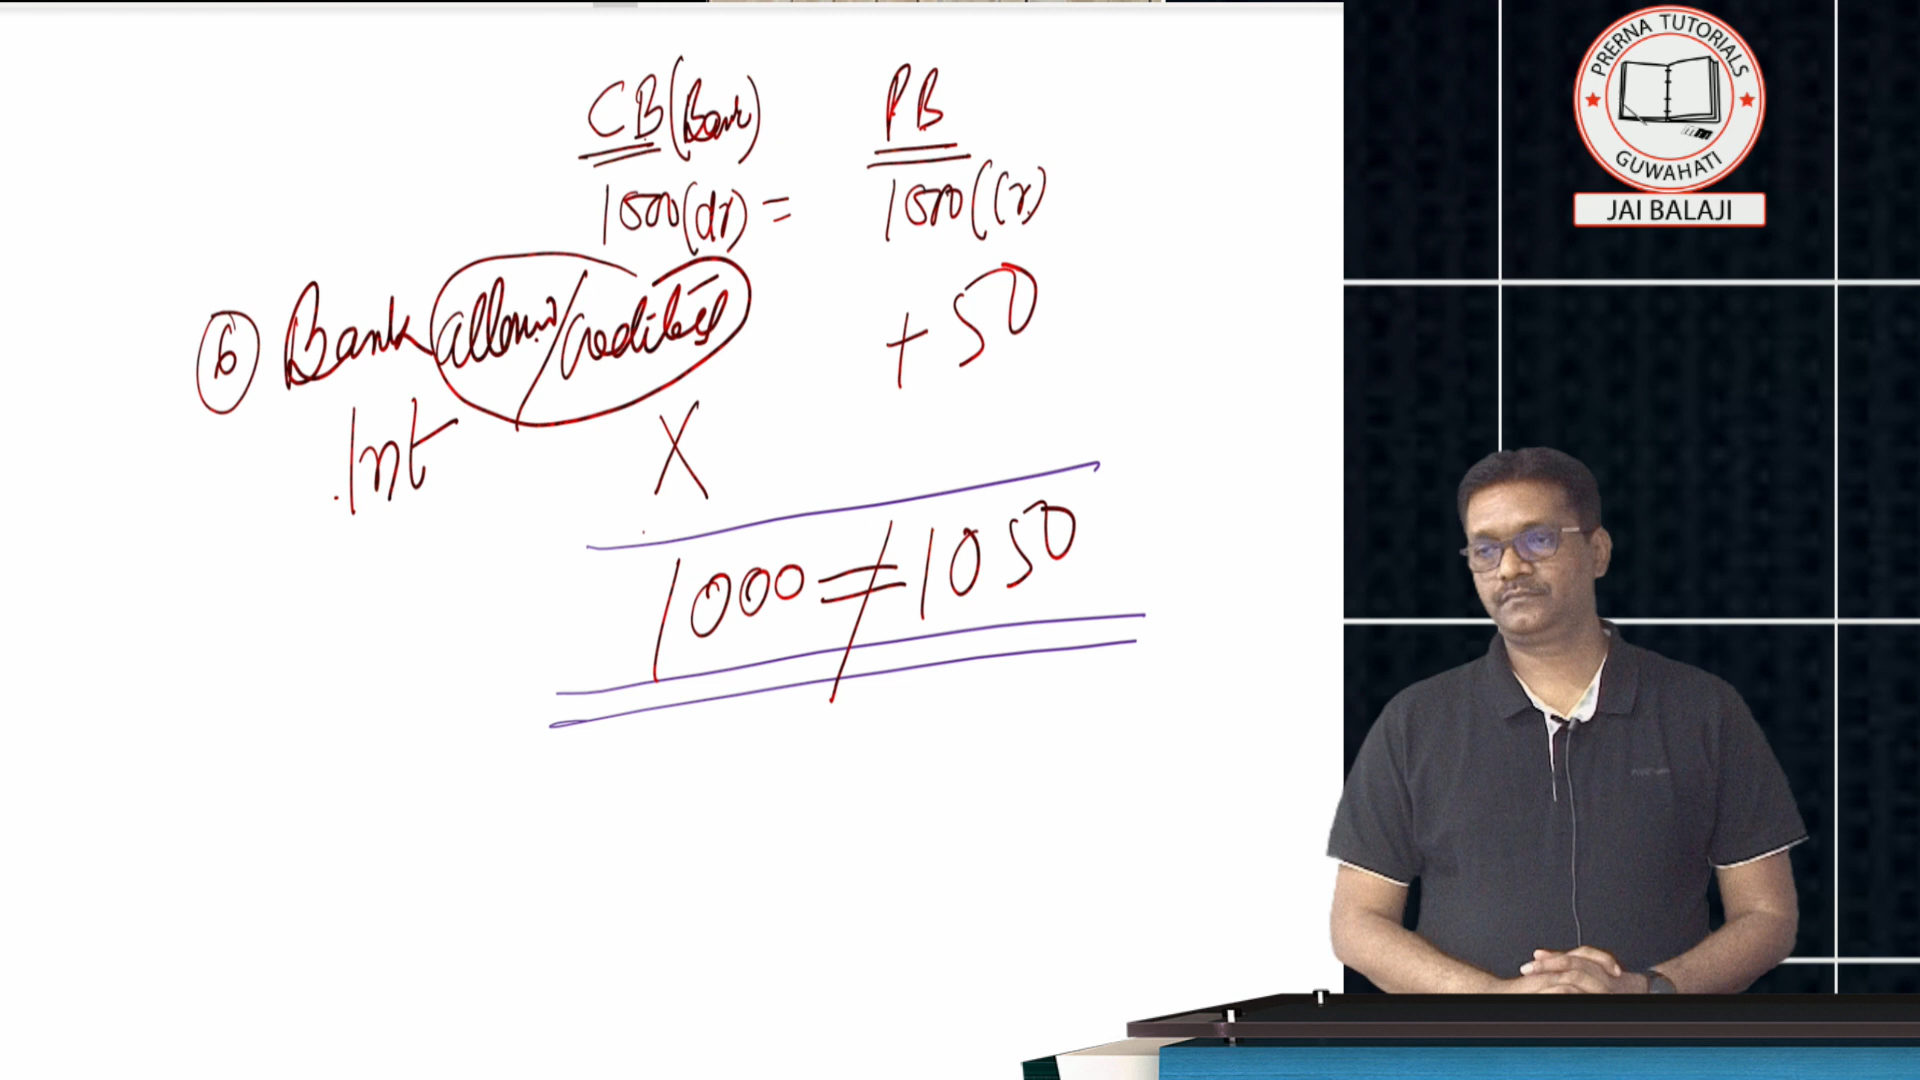 CB (Bank) PB
1000 (dr) = 1000 (Cr)
6 Bank allows/credited + 50
Int X
1000 ≠ 1050
PRERNA TUTORIALS
GUWAHATI
JAI BALAJI